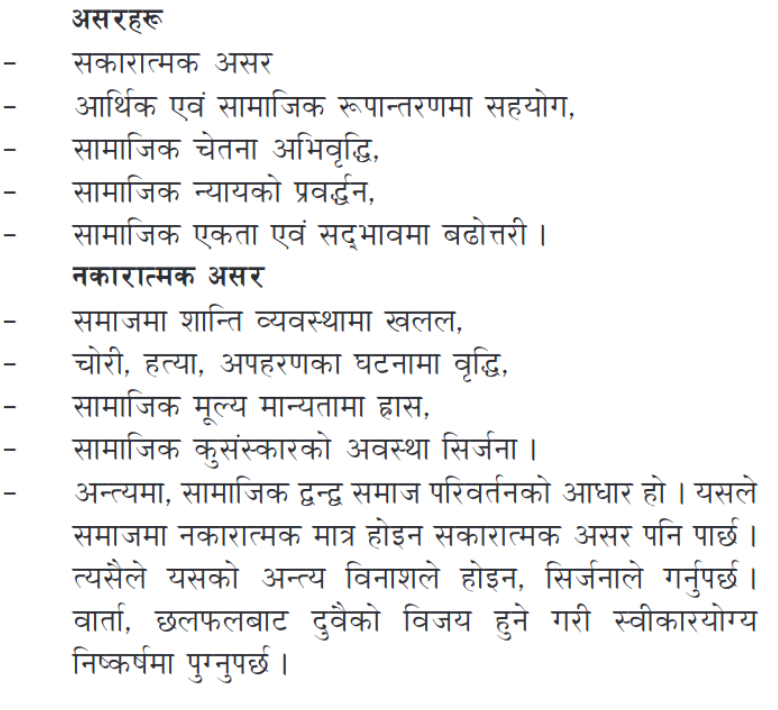 असरहरू
- सकारात्मक असर
- आर्थिक एवं सामाजिक रूपान्तरणमा सहयोग,
- सामाजिक चेतना अभिवृद्धि,
- सामाजिक न्यायको प्रवर्द्धन,
- सामाजिक एकता एवं सद्‌भावमा बढोत्तरी ।
नकारात्मक असर
- समाजमा शान्ति व्यवस्थामा खलल,
- चोरी, हत्या, अपहरणका घटनामा वृद्धि,
- सामाजिक मूल्य मान्यतामा ह्रास,
- सामाजिक कुसंस्कारको अवस्था सिर्जना ।
- अन्त्यमा, सामाजिक द्वन्द्व समाज परिवर्तनको आधार हो । यसले
समाजमा नकारात्मक मात्र होइन सकारात्मक असर पनि पार्छ ।
त्यसैले यसको अन्त्य विनाशले होइन, सिर्जनाले गर्नुपर्छ ।
वार्ता, छलफलबाट दुवैको विजय हुने गरी स्वीकारयोग्य
निष्कर्षमा पुग्नुपर्छ ।